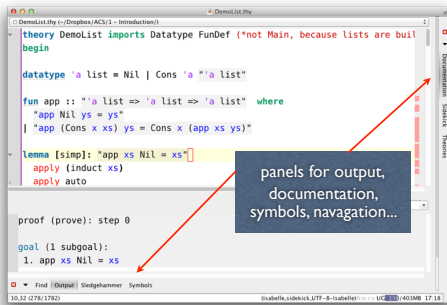 DemoList.thy
DemoList.thy (~/Dropbox/ACS/1 – Introduction/)
theory DemoList imports Datatype FunDef (*not Main, because lists are buil
begin
datatype 'a list = Nil | Cons 'a "'a list"
fun app :: "'a list => 'a list => 'a list"  where
"app Nil ys = ys"
| "app (Cons x xs) ys = Cons x (app xs ys)"
lemma [simp]: "app xs Nil = xs"
apply (induct xs)
apply auto
Documentation Sidekick Theories
panels for output,
documentation,
symbols, navagation...
proof (prove): step 0
goal (1 subgoal):
1. app xs Nil = xs
Find Output Sledgehammer Symbols
10,32 (278/1782)
(isabelle,sidekick,UTF-8-Isabelle) UG /403MB 17:18